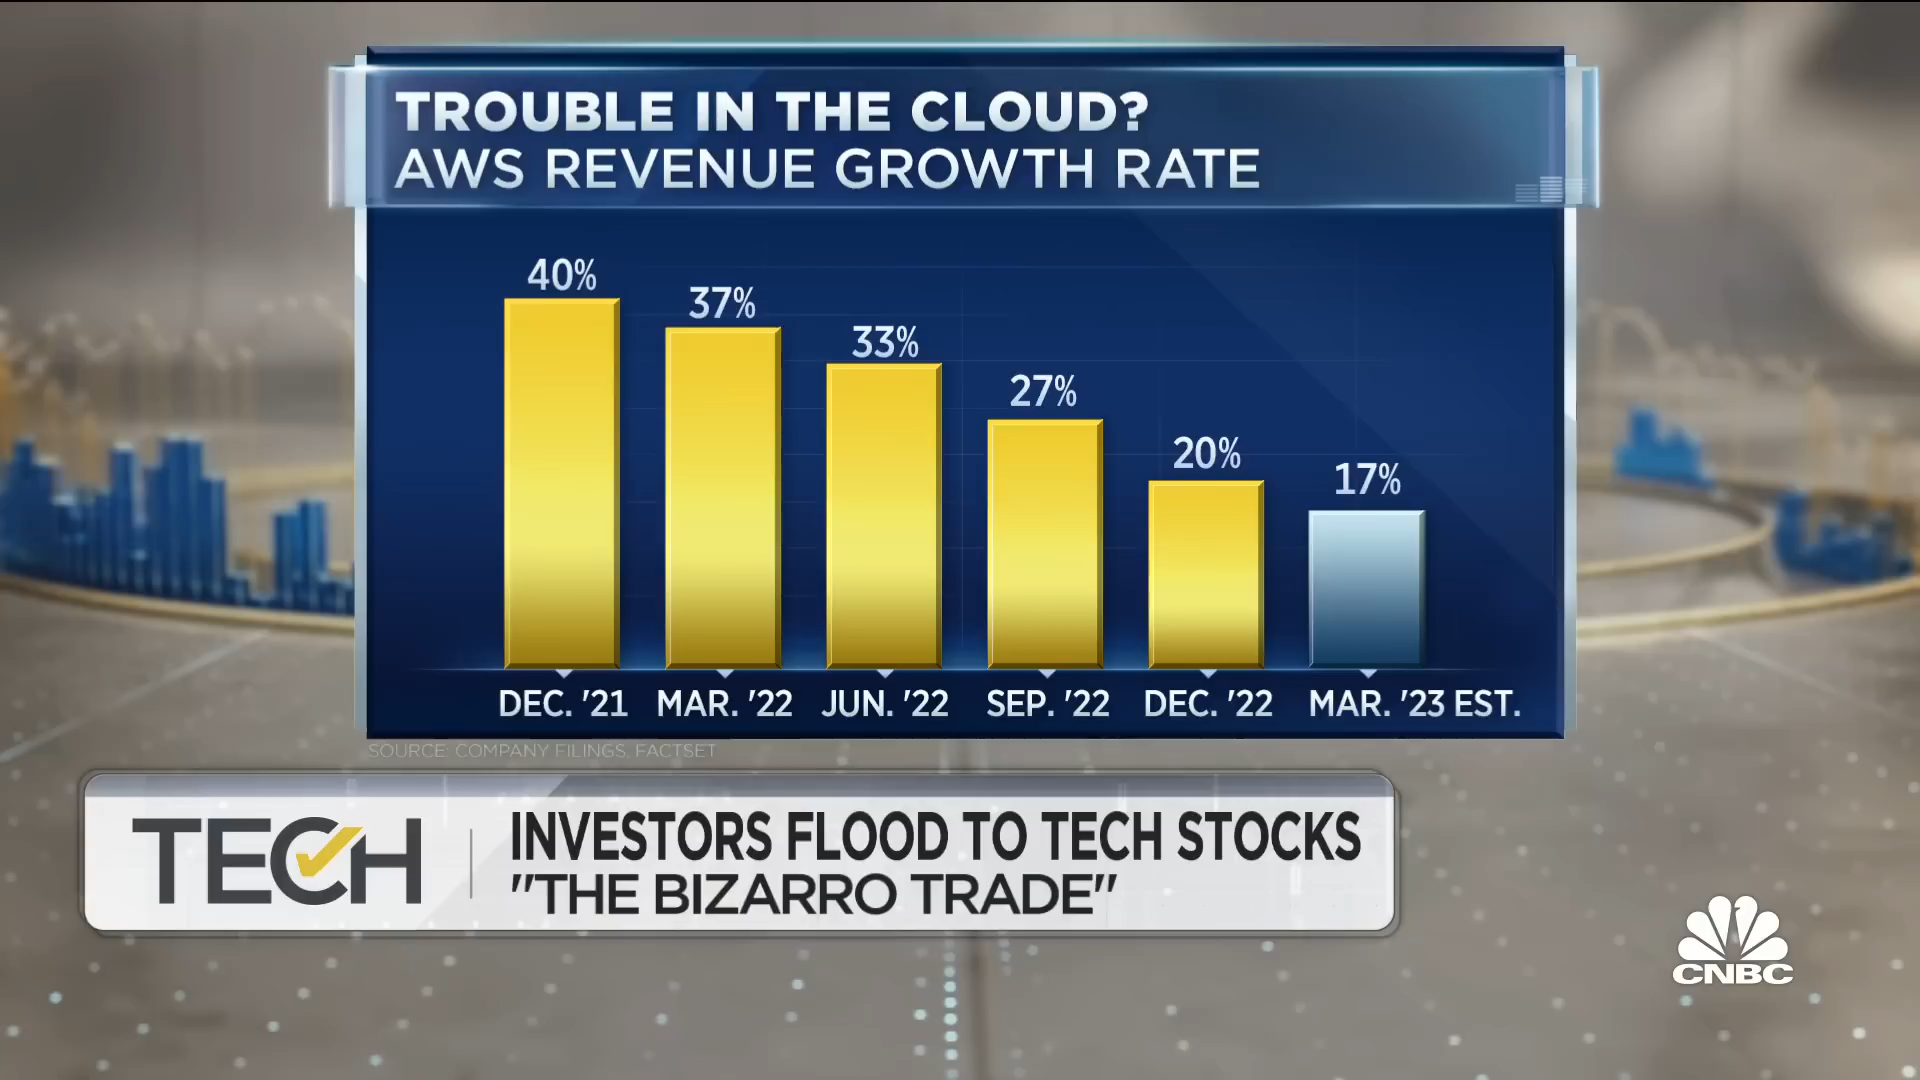 TROUBLE IN THE CLOUD?
AWS REVENUE GROWTH RATE
40%
37%
33%
27%
20%
17%
DEC. '21
MAR. '22
JUN. '22
SEP. '22
DEC. '22
MAR. '23 EST.
SOURCE: COMPANY FILINGS, FACTSET
TECH
INVESTORS FLOOD TO TECH STOCKS
"THE BIZARRO TRADE"
CNBC